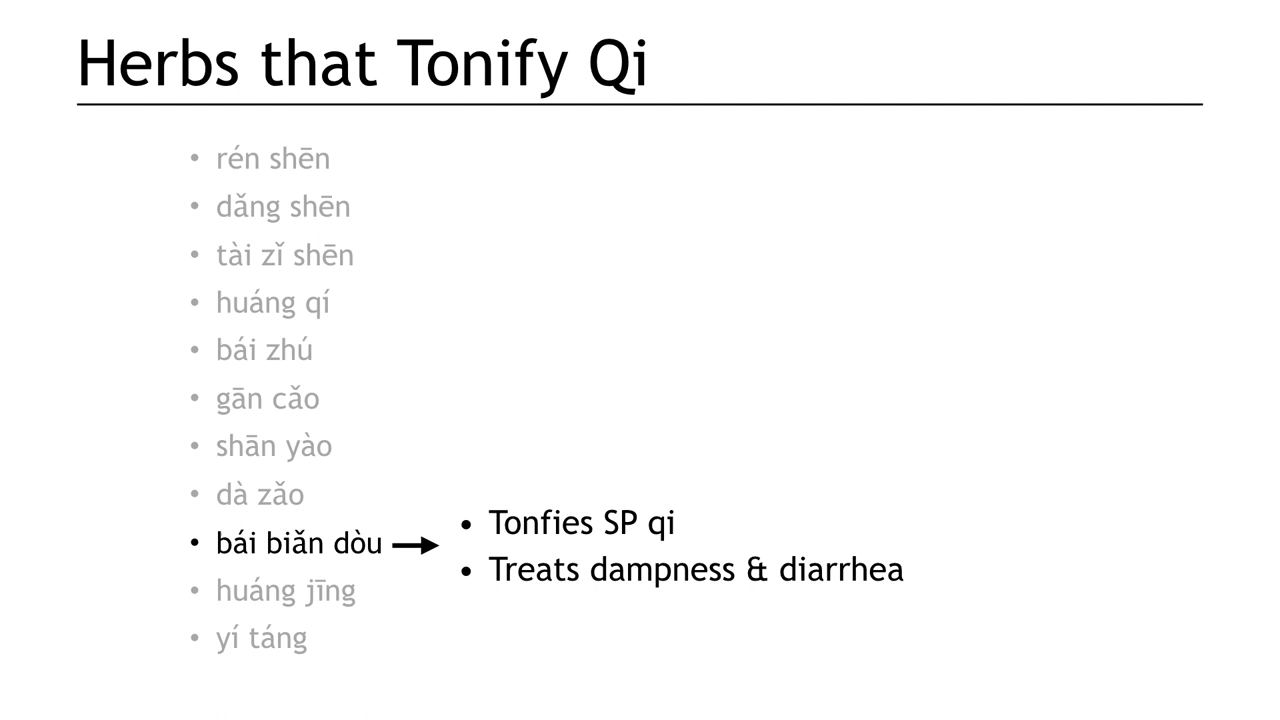 Herbs that Tonify Qi
• rén shēn
• dǎng shēn
• tài zǐ shēn
• huáng qí
• bái zhú
• gān cǎo
• shān yào
• dà zǎo
• Tonfies SP qi
• bái biǎn dòu
• Treats dampness & diarrhea
• huáng jīng
• yí táng